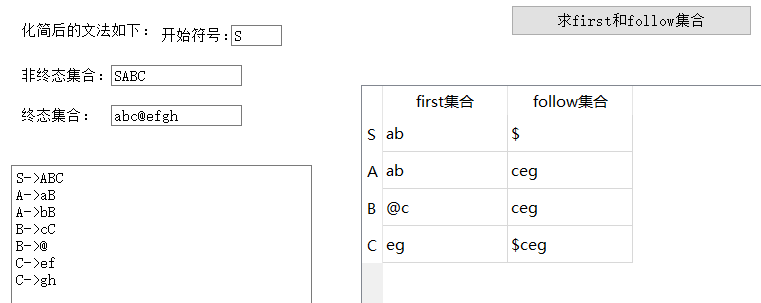 化简后的文法如下： 开始符号:S
求first和follow集合
非终态集合：SABC
终态集合： abc@efgh
S->ABC
A->aB
A->bB
B->cC
B->@
C->ef
C->gh
first集合 follow集合
S ab $
A ab ceg
B @c ceg
C eg $ceg